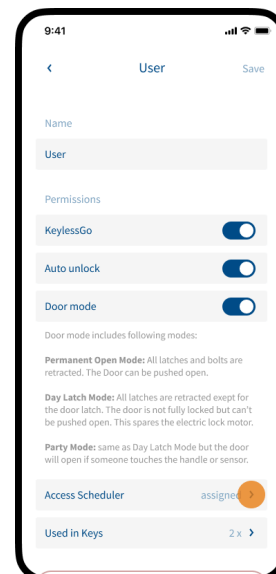 9:41
User
Save
Name
User
Permissions
KeylessGo
Auto unlock
Door mode
Door mode includes following modes:
Permanent Open Mode: All latches and bolts are
retracted. The Door can be pushed open.
Day Latch Mode: All latches are retracted exept for
the door latch. The door is not fully locked but can't
be pushed open. This spares the electric lock motor.
Party Mode: same as Day Latch Mode but the door
will open if someone touches the handle or sensor.
Access Scheduler assigned
Used in Keys 2 x